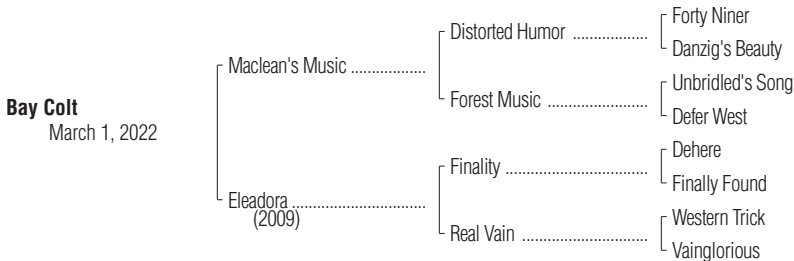 Bay Colt
March 1, 2022
Maclean's Music ..................
Eleadora ................................
(2009)
Distorted Humor ..................
Forest Music ........................
Finality ..................................
Real Vain ..............................
Forty Niner
Danzig's Beauty
Unbridled's Song
Defer West
Dehere
Finally Found
Western Trick
Vainglorious